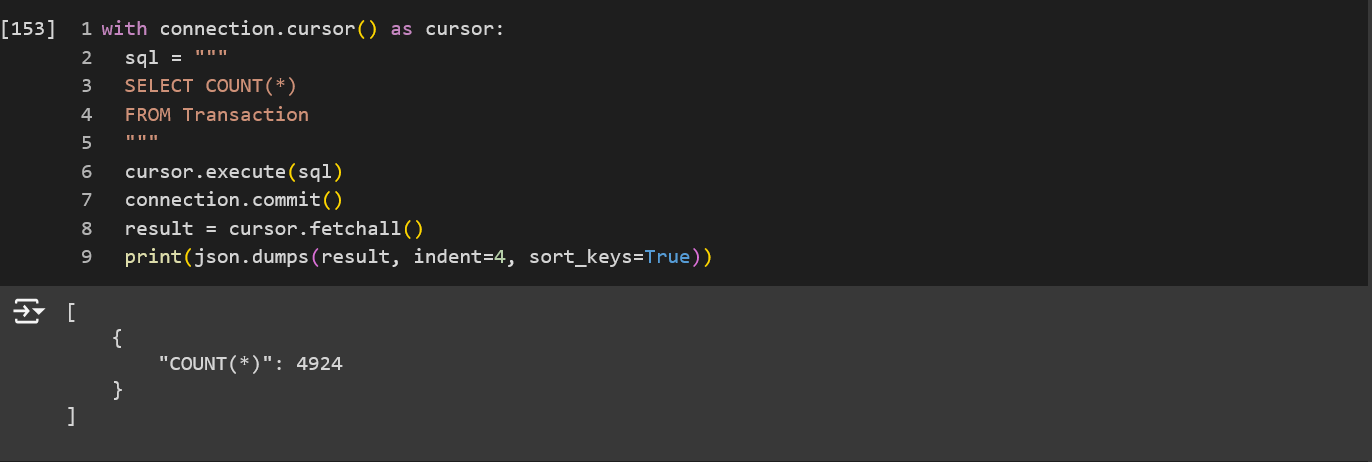 [153] 1 with connection.cursor() as cursor:
2   sql = """
3   SELECT COUNT(*)
4   FROM Transaction
5   """
6   cursor.execute(sql)
7   connection.commit()
8   result = cursor.fetchall()
9   print(json.dumps(result, indent=4, sort_keys=True))
[
    {
        "COUNT(*)": 4924
    }
]